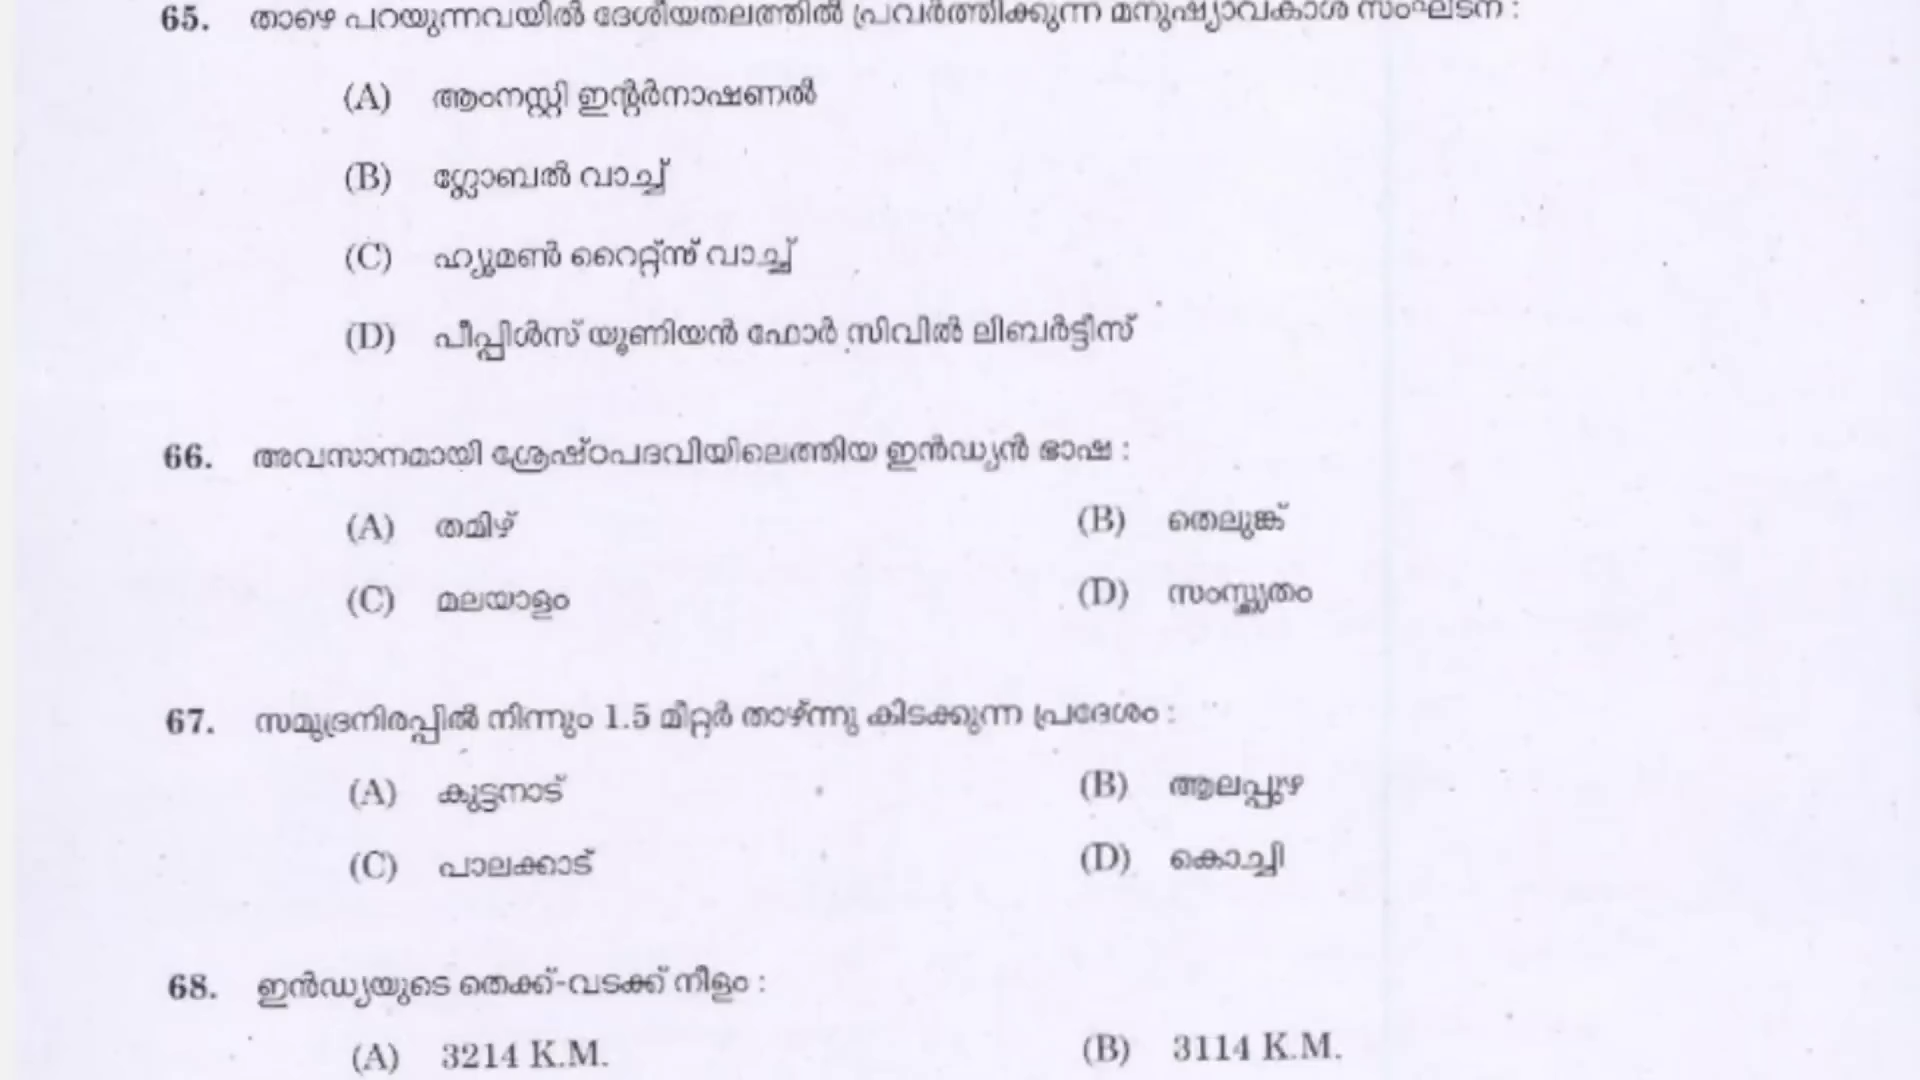 65. താഴെ പറയുന്നവയിൽ ദേശീയതലത്തിൽ പ്രവർത്തിക്കുന്ന മനുഷ്യാവകാശ സംഘടന :
(A) ആംനസ്റ്റി ഇന്റർനാഷണൽ
(B) ഗ്ലോബൽ വാച്ച്
(C) ഹ്യുമൺ റൈറ്റ്സ് വാച്ച്
(D) പീപ്പിൾസ് യൂണിയൻ ഫോർ സിവിൽ ലിബർട്ടീസ്
66. അവസാനമായി ശ്രേഷ്ഠപദവിയിലെത്തിയ ഇൻഡ്യൻ ഭാഷ :
(A) തമിഴ് (B) തെലുങ്ക്
(C) മലയാളം (D) സംസ്കൃതം
67. സമുദ്രനിരപ്പിൽ നിന്നും 1.5 മീറ്റർ താഴ്ന്നു കിടക്കുന്ന പ്രദേശം :
(A) കുട്ടനാട് (B) ആലപ്പുഴ
(C) പാലക്കാട് (D) കൊച്ചി
68. ഇൻഡ്യയുടെ തെക്ക്-വടക്ക് നീളം :
(A) 3214 K.M. (B) 3114 K.M.